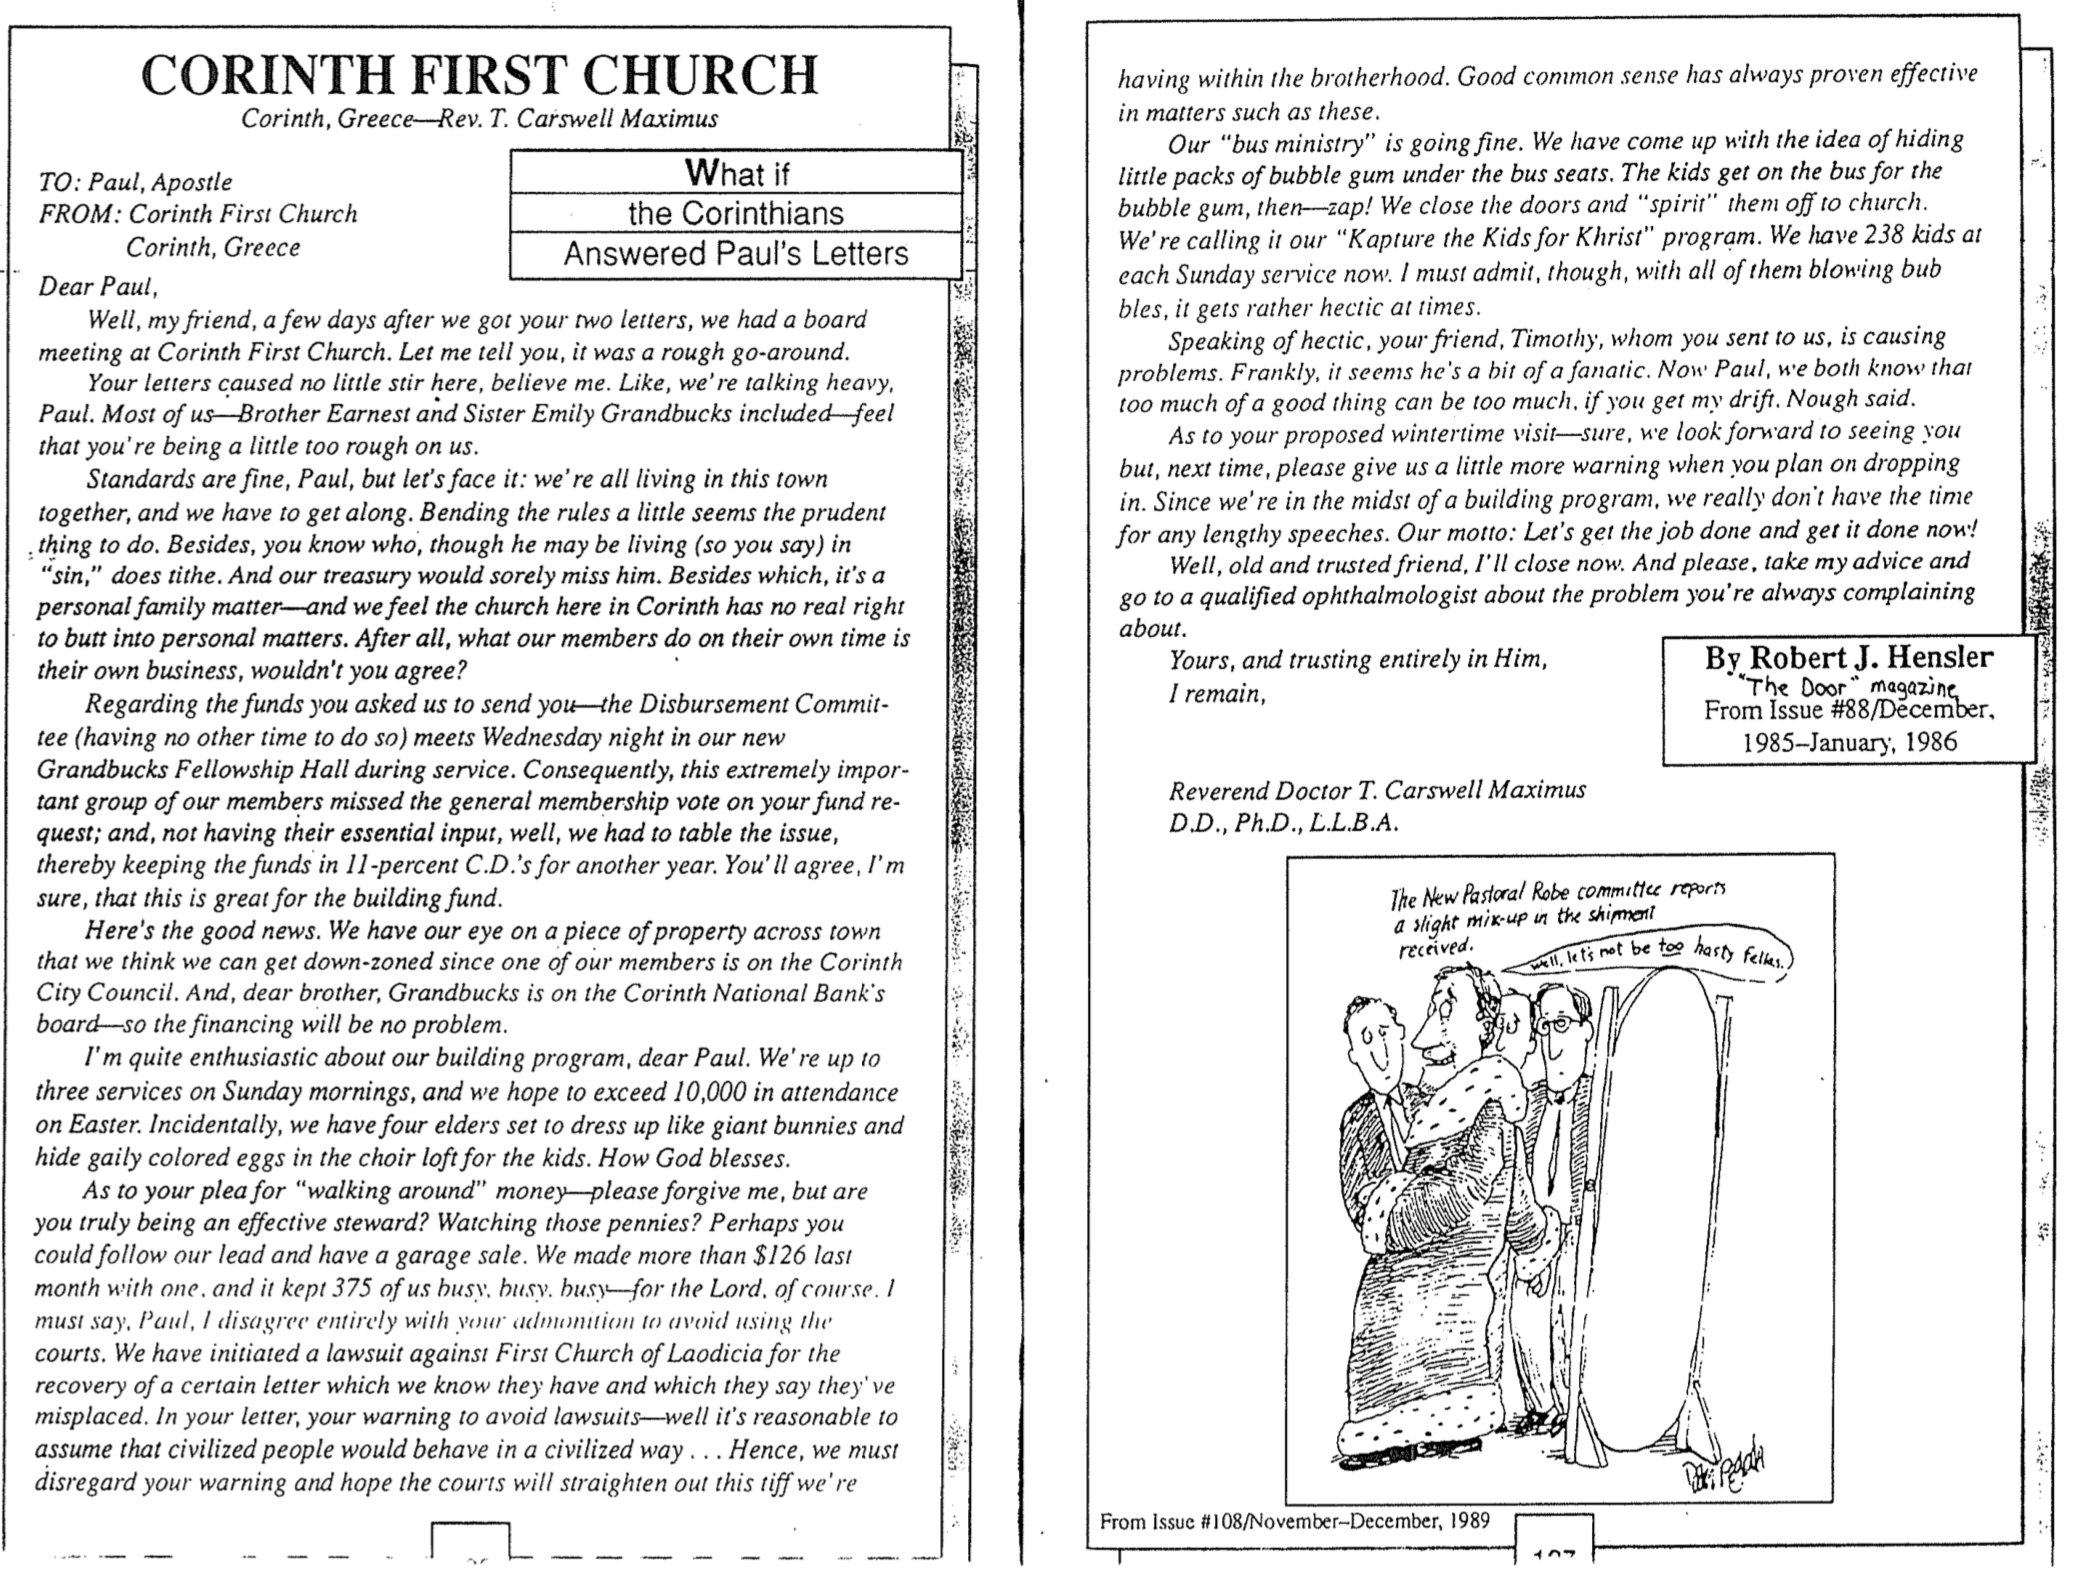 CORINTH FIRST CHURCH
Corinth, Greece—Rev. T. Carswell Maximus
What if
the Corinthians
Answered Paul's Letters
TO: Paul, Apostle
FROM: Corinth First Church
Corinth, Greece
Dear Paul,
Well, my friend, a few days after we got your two letters, we had a board
meeting at Corinth First Church. Let me tell you, it was a rough go-around.
Your letters caused no little stir here, believe me. Like, we're talking heavy,
Paul. Most of us—Brother Earnest and Sister Emily Grandbucks included—feel
that you're being a little too rough on us.
Standards are fine, Paul, but let's face it: we're all living in this town
together, and we have to get along. Bending the rules a little seems the prudent
thing to do. Besides, you know who, though he may be living (so you say) in
"sin," does tithe. And our treasury would sorely miss him. Besides which, it's a
personal family matter—and we feel the church here in Corinth has no real right
to butt into personal matters. After all, what our members do on their own time is
their own business, wouldn't you agree?
Regarding the funds you asked us to send you—the Disbursement Commit-
tee (having no other time to do so) meets Wednesday night in our new
Grandbucks Fellowship Hall during service. Consequently, this extremely impor-
tant group of our members missed the general membership vote on your fund re-
quest; and, not having their essential input, well, we had to table the issue,
thereby keeping the funds in 11-percent C.D.'s for another year. You'll agree, I'm
sure, that this is great for the building fund.
Here's the good news. We have our eye on a piece of property across town
that we think we can get down-zoned since one of our members is on the Corinth
City Council. And, dear brother, Grandbucks is on the Corinth National Bank's
board—so the financing will be no problem.
I'm quite enthusiastic about our building program, dear Paul. We're up to
three services on Sunday mornings, and we hope to exceed 10,000 in attendance
on Easter. Incidentally, we have four elders set to dress up like giant bunnies and
hide gaily colored eggs in the choir loft for the kids. How God blesses.
As to your plea for "walking around" money—please forgive me, but are
you truly being an effective steward? Watching those pennies? Perhaps you
could follow our lead and have a garage sale. We made more than $126 last
month with one, and it kept 375 of us busy, busy, busy—for the Lord, of course. I
must say, Paul, I disagree entirely with your admonition to avoid using the
courts. We have initiated a lawsuit against First Church of Laodicia for the
recovery of a certain letter which we know they have and which they say they've
misplaced. In your letter, your warning to avoid lawsuits—well it's reasonable to
assume that civilized people would behave in a civilized way . . . Hence, we must
disregard your warning and hope the courts will straighten out this tiff we're
having within the brotherhood. Good common sense has always proven effective
in matters such as these.
Our "bus ministry" is going fine. We have come up with the idea of hiding
little packs of bubble gum under the bus seats. The kids get on the bus for the
bubble gum, then—zap! We close the doors and "spirit" them off to church.
We're calling it our "Kapture the Kids for Khrist" program. We have 238 kids at
each Sunday service now. I must admit, though, with all of them blowing bub
bles, it gets rather hectic at times.
Speaking of hectic, your friend, Timothy, whom you sent to us, is causing
problems. Frankly, it seems he's a bit of a fanatic. Now Paul, we both know that
too much of a good thing can be too much, if you get my drift. Nough said.
As to your proposed wintertime visit—sure, we look forward to seeing you
but, next time, please give us a little more warning when you plan on dropping
in. Since we're in the midst of a building program, we really don't have the time
for any lengthy speeches. Our motto: Let's get the job done and get it done now!
Well, old and trusted friend, I'll close now. And please, take my advice and
go to a qualified ophthalmologist about the problem you're always complaining
about.
Yours, and trusting entirely in Him,
I remain,
By Robert J. Hensler
"The Door" magazine
From Issue #88/December,
1985–January, 1986
Reverend Doctor T. Carswell Maximus
D.D., Ph.D., L.L.B.A.
The New Pastoral Robe committee reports
a slight mix-up in the shipment
received.
Well, let's not be too hasty fellas.
From Issue #108/November–December, 1989